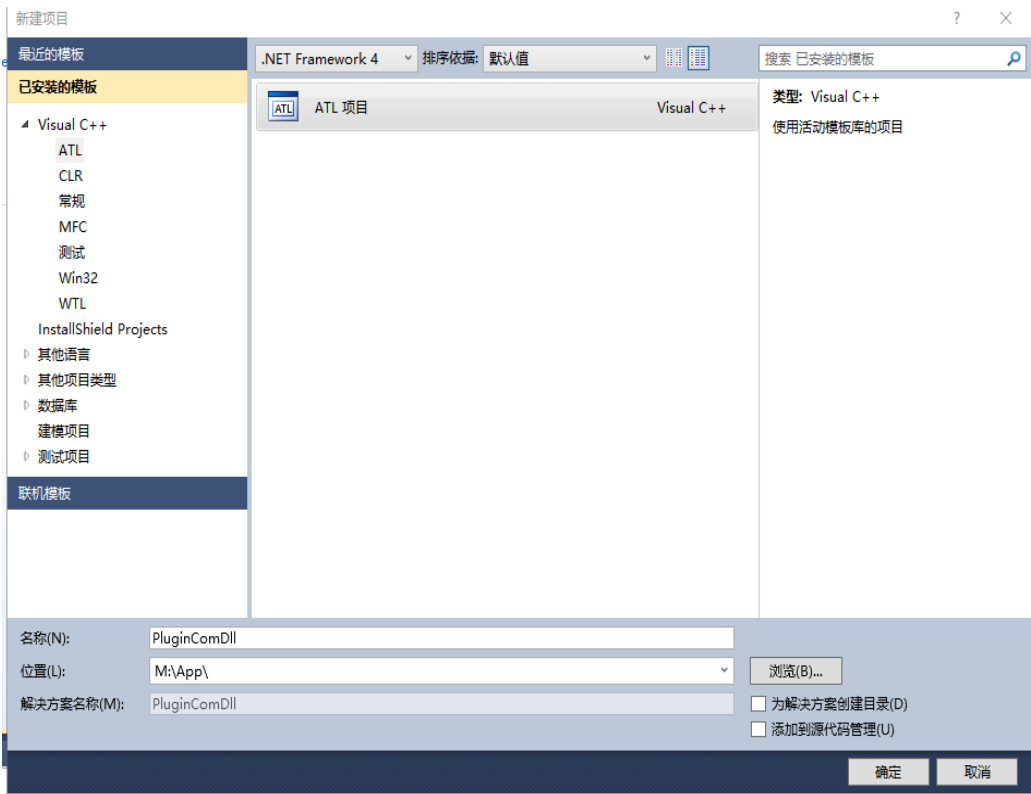 新建项目
最近的模板
已安装的模板
Visual C++
ATL
CLR
常规
MFC
测试
Win32
WTL
InstallShield Projects
其他语言
其他项目类型
数据库
建模项目
测试项目
联机模板
.NET Framework 4 排序依据: 默认值
ATL ATL 项目 Visual C++
搜索 已安装的模板
类型: Visual C++
使用活动模板库的项目
名称(N): PluginComDll
位置(L): M:\App\ 浏览(B)...
解决方案名称(M): PluginComDll 为解决方案创建目录(D)
添加到源代码管理(U)
确定 取消